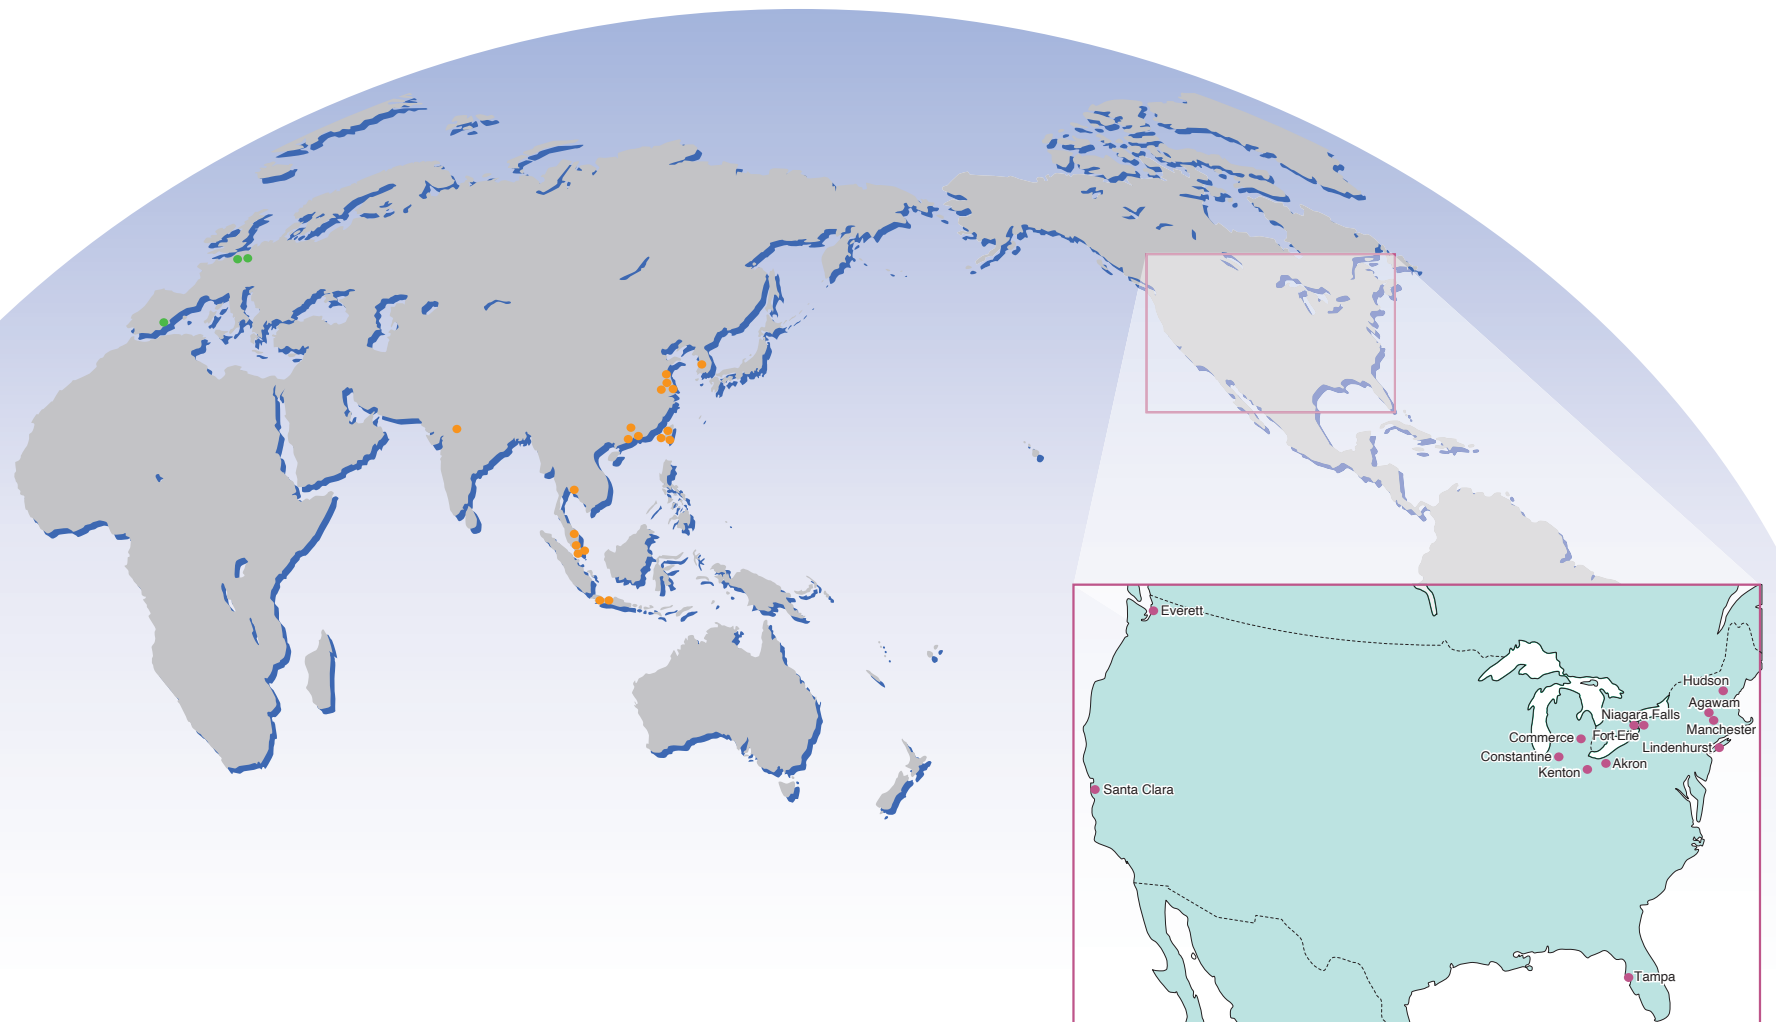 Everett
Hudson
Agawam
Niagara Falls
Manchester
Fort Erie
Commerce
Lindenhurst
Constantine
Akron
Kenton
Santa Clara
Tampa